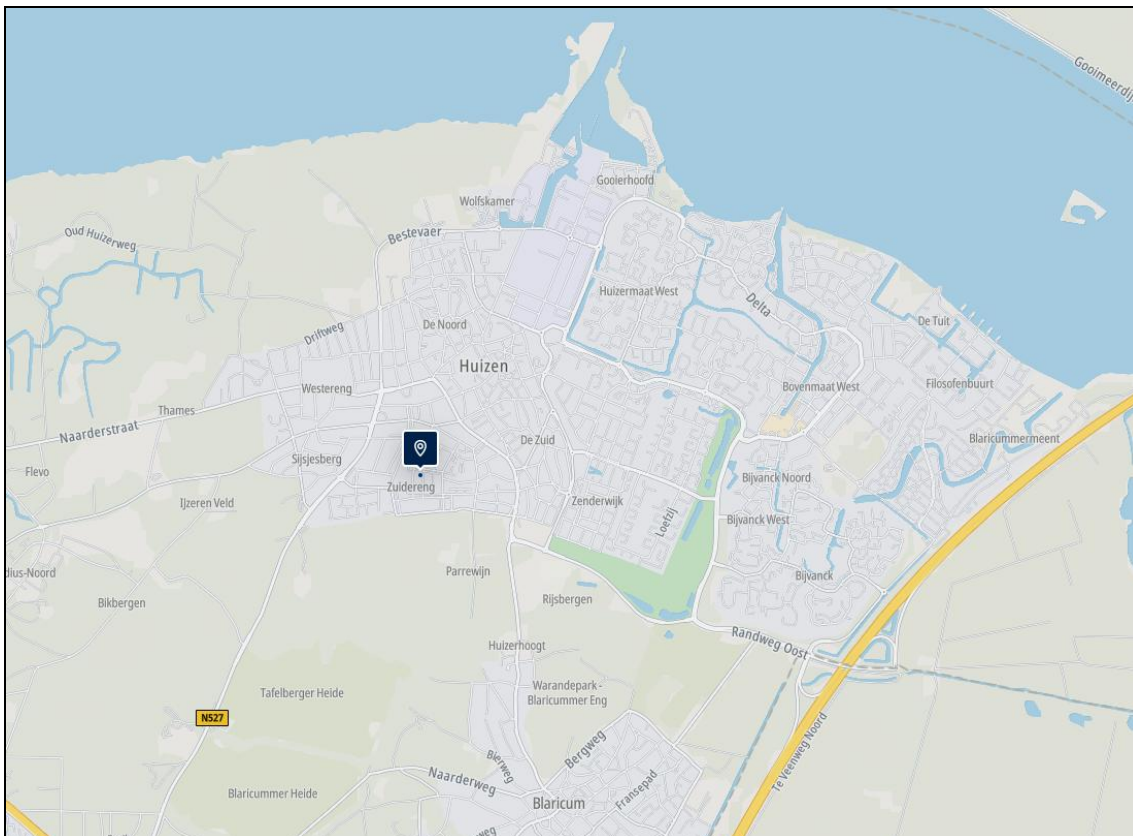 Gooimeerdij
Gooierhoofd
Wolfskamer
Oud Huizerweg
Bestevaer
Huizermaat West
Delta
De Tuit
De Noord
Driftweg
Huizen
Bovenmaat West
Filosofenbuurt
Westereng
Thames
Naarderstraat
De Zuid
Blaricummermeent
Sijsjesberg
Flevo
Bijvanck Noord
Zuidereng
IJzeren Veld
Zenderwijk
Loefzij
Bijvanck West
dius-Noord
Parrewijn
Bijvanck
Bikbergen
Rijsbergen
Randweg Oost
Huizerhoogt
Tafelberger Heide
Warandepark -
Blaricummer Eng
N527
Te Veenweg Noord
Bergweg
Bierweg
Naarderweg
Fransepad
Blaricummer Heide
Blaricum